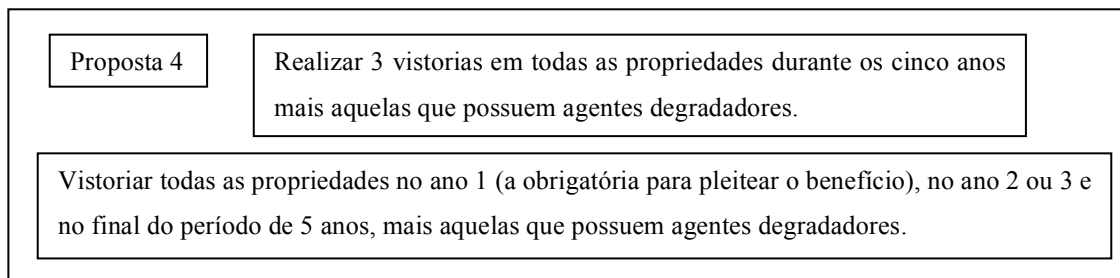 Proposta 4
Realizar 3 vistorias em todas as propriedades durante os cinco anos
mais aquelas que possuem agentes degradadores.
Vistoriar todas as propriedades no ano 1 (a obrigatória para pleitear o benefício), no ano 2 ou 3 e
no final do período de 5 anos, mais aquelas que possuem agentes degradadores.